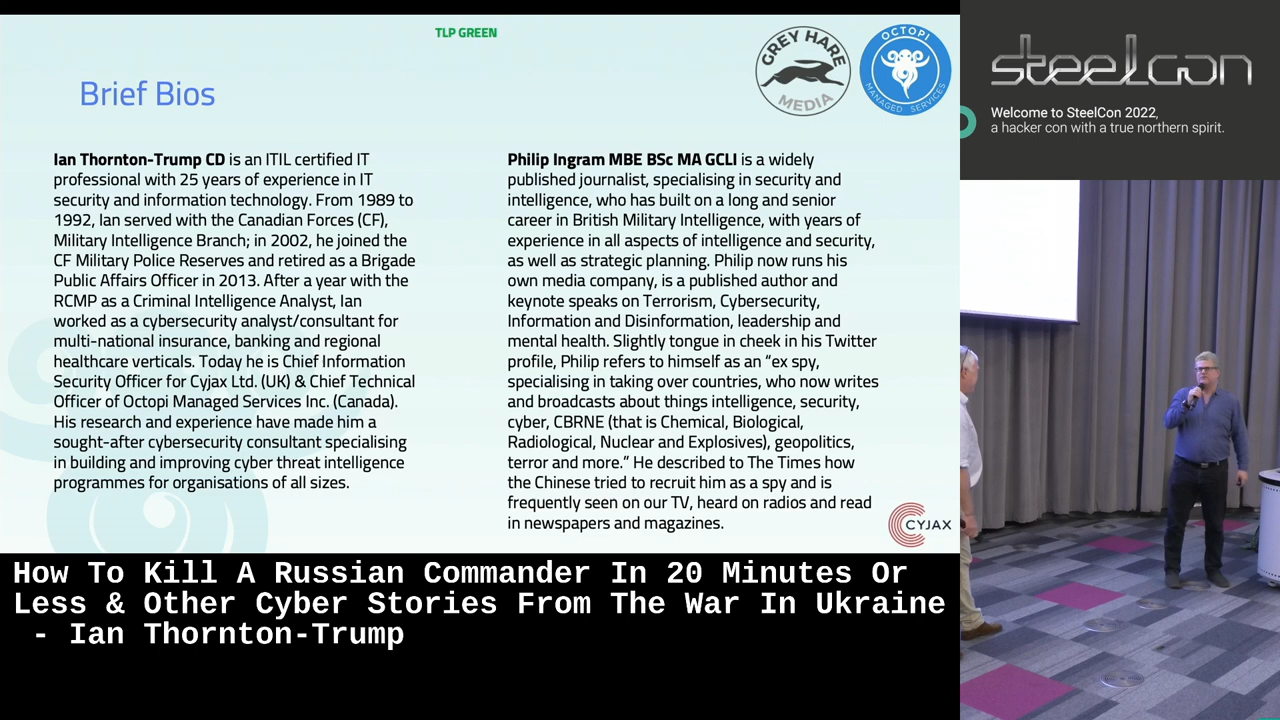 TLP GREEN
GREY HARE
MEDIA
OCTOPI
MANAGED SERVICES
Brief Bios
Ian Thornton-Trump CD is an ITIL certified IT
professional with 25 years of experience in IT
security and information technology. From 1989 to
1992, Ian served with the Canadian Forces (CF),
Military Intelligence Branch; in 2002, he joined the
CF Military Police Reserves and retired as a Brigade
Public Affairs Officer in 2013. After a year with the
RCMP as a Criminal Intelligence Analyst, Ian
worked as a cybersecurity analyst/consultant for
multi-national insurance, banking and regional
healthcare verticals. Today he is Chief Information
Security Officer for Cyjax Ltd. (UK) & Chief Technical
Officer of Octopi Managed Services Inc. (Canada).
His research and experience have made him a
sought-after cybersecurity consultant specialising
in building and improving cyber threat intelligence
programmes for organisations of all sizes.
Philip Ingram MBE BSc MA GCLI is a widely
published journalist, specialising in security and
intelligence, who has built on a long and senior
career in British Military Intelligence, with years of
experience in all aspects of intelligence and security,
as well as strategic planning. Philip now runs his
own media company, is a published author and
keynote speaks on Terrorism, Cybersecurity,
Information and Disinformation, leadership and
mental health. Slightly tongue in cheek in his Twitter
profile, Philip refers to himself as an “ex spy,
specialising in taking over countries, who now writes
and broadcasts about things intelligence, security,
cyber, CBRNE (that is Chemical, Biological,
Radiological, Nuclear and Explosives), geopolitics,
terror and more.” He described to The Times how
the Chinese tried to recruit him as a spy and is
frequently seen on our TV, heard on radios and read
in newspapers and magazines.
CYJAX
steelcon
Welcome to SteelCon 2022,
a hacker con with a true northern spirit.
How To Kill A Russian Commander In 20 Minutes Or
Less & Other Cyber Stories From The War In Ukraine
- Ian Thornton-Trump